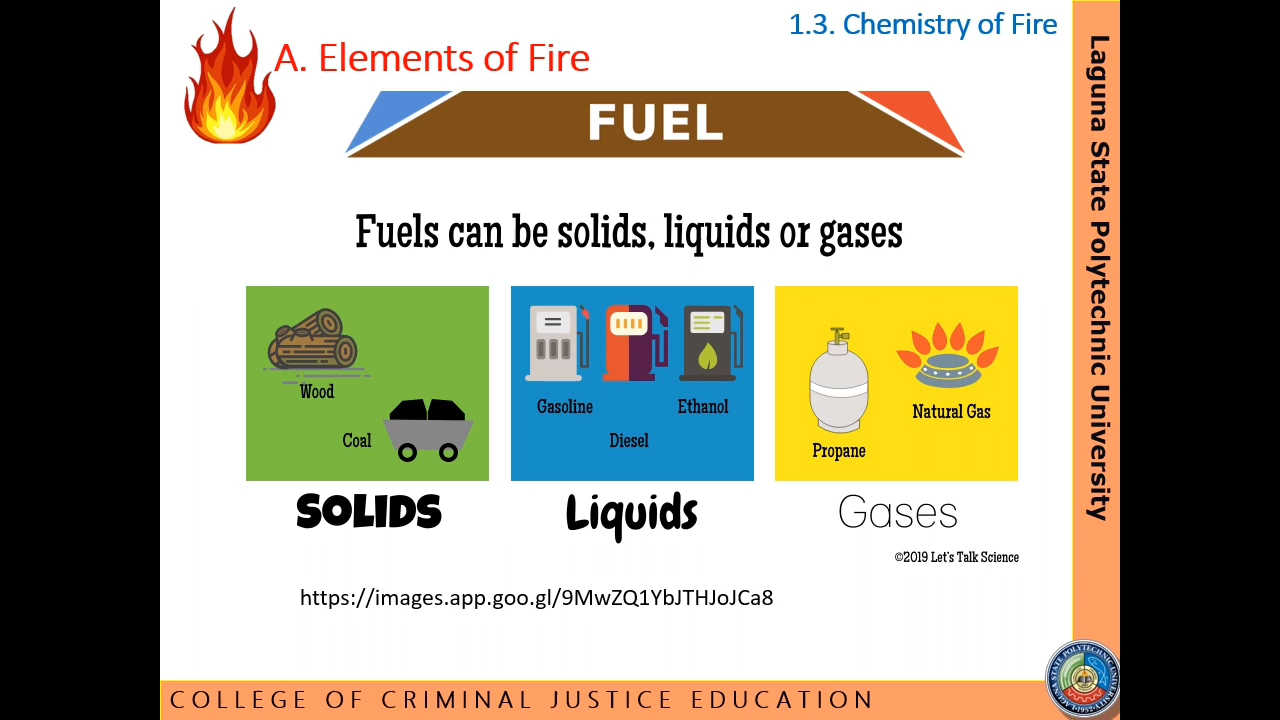 1.3. Chemistry of Fire
A. Elements of Fire
FUEL
Fuels can be solids, liquids or gases
Wood
Coal
SOLIDS
Gasoline
Ethanol
Diesel
Liquids
Natural Gas
Propane
Gases
©2019 Let's Talk Science
https://images.app.goo.gl/9MwZQ1YbJTHJoJCa8
Laguna State Polytechnic University
COLLEGE OF CRIMINAL JUSTICE EDUCATION